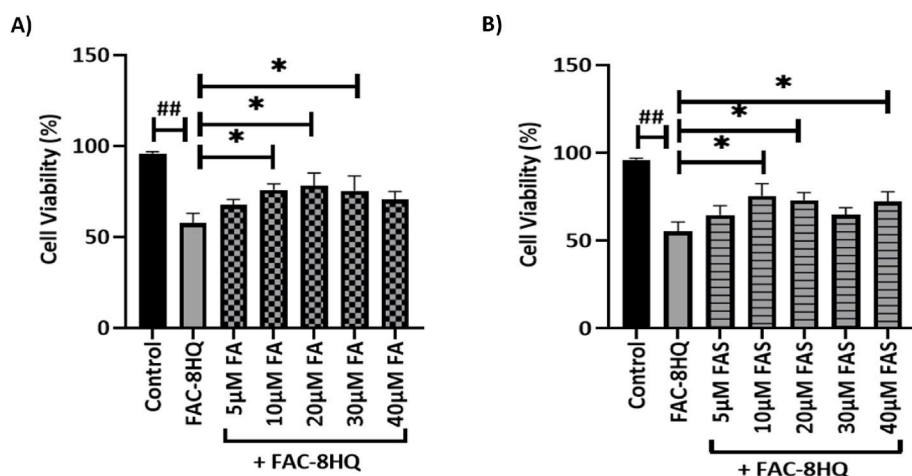 A)
150
100
50
0
Cell Viability (%)
##
*
*
*
Control
FAC-8HQ
5µM FA
10µM FA
20µM FA
30µM FA
40µM FA
+ FAC-8HQ
B)
150
100
50
0
Cell Viability (%)
##
*
*
*
Control
FAC-8HQ
5µM FAS
10µM FAS
20µM FAS
30µM FAS
40µM FAS
+ FAC-8HQ